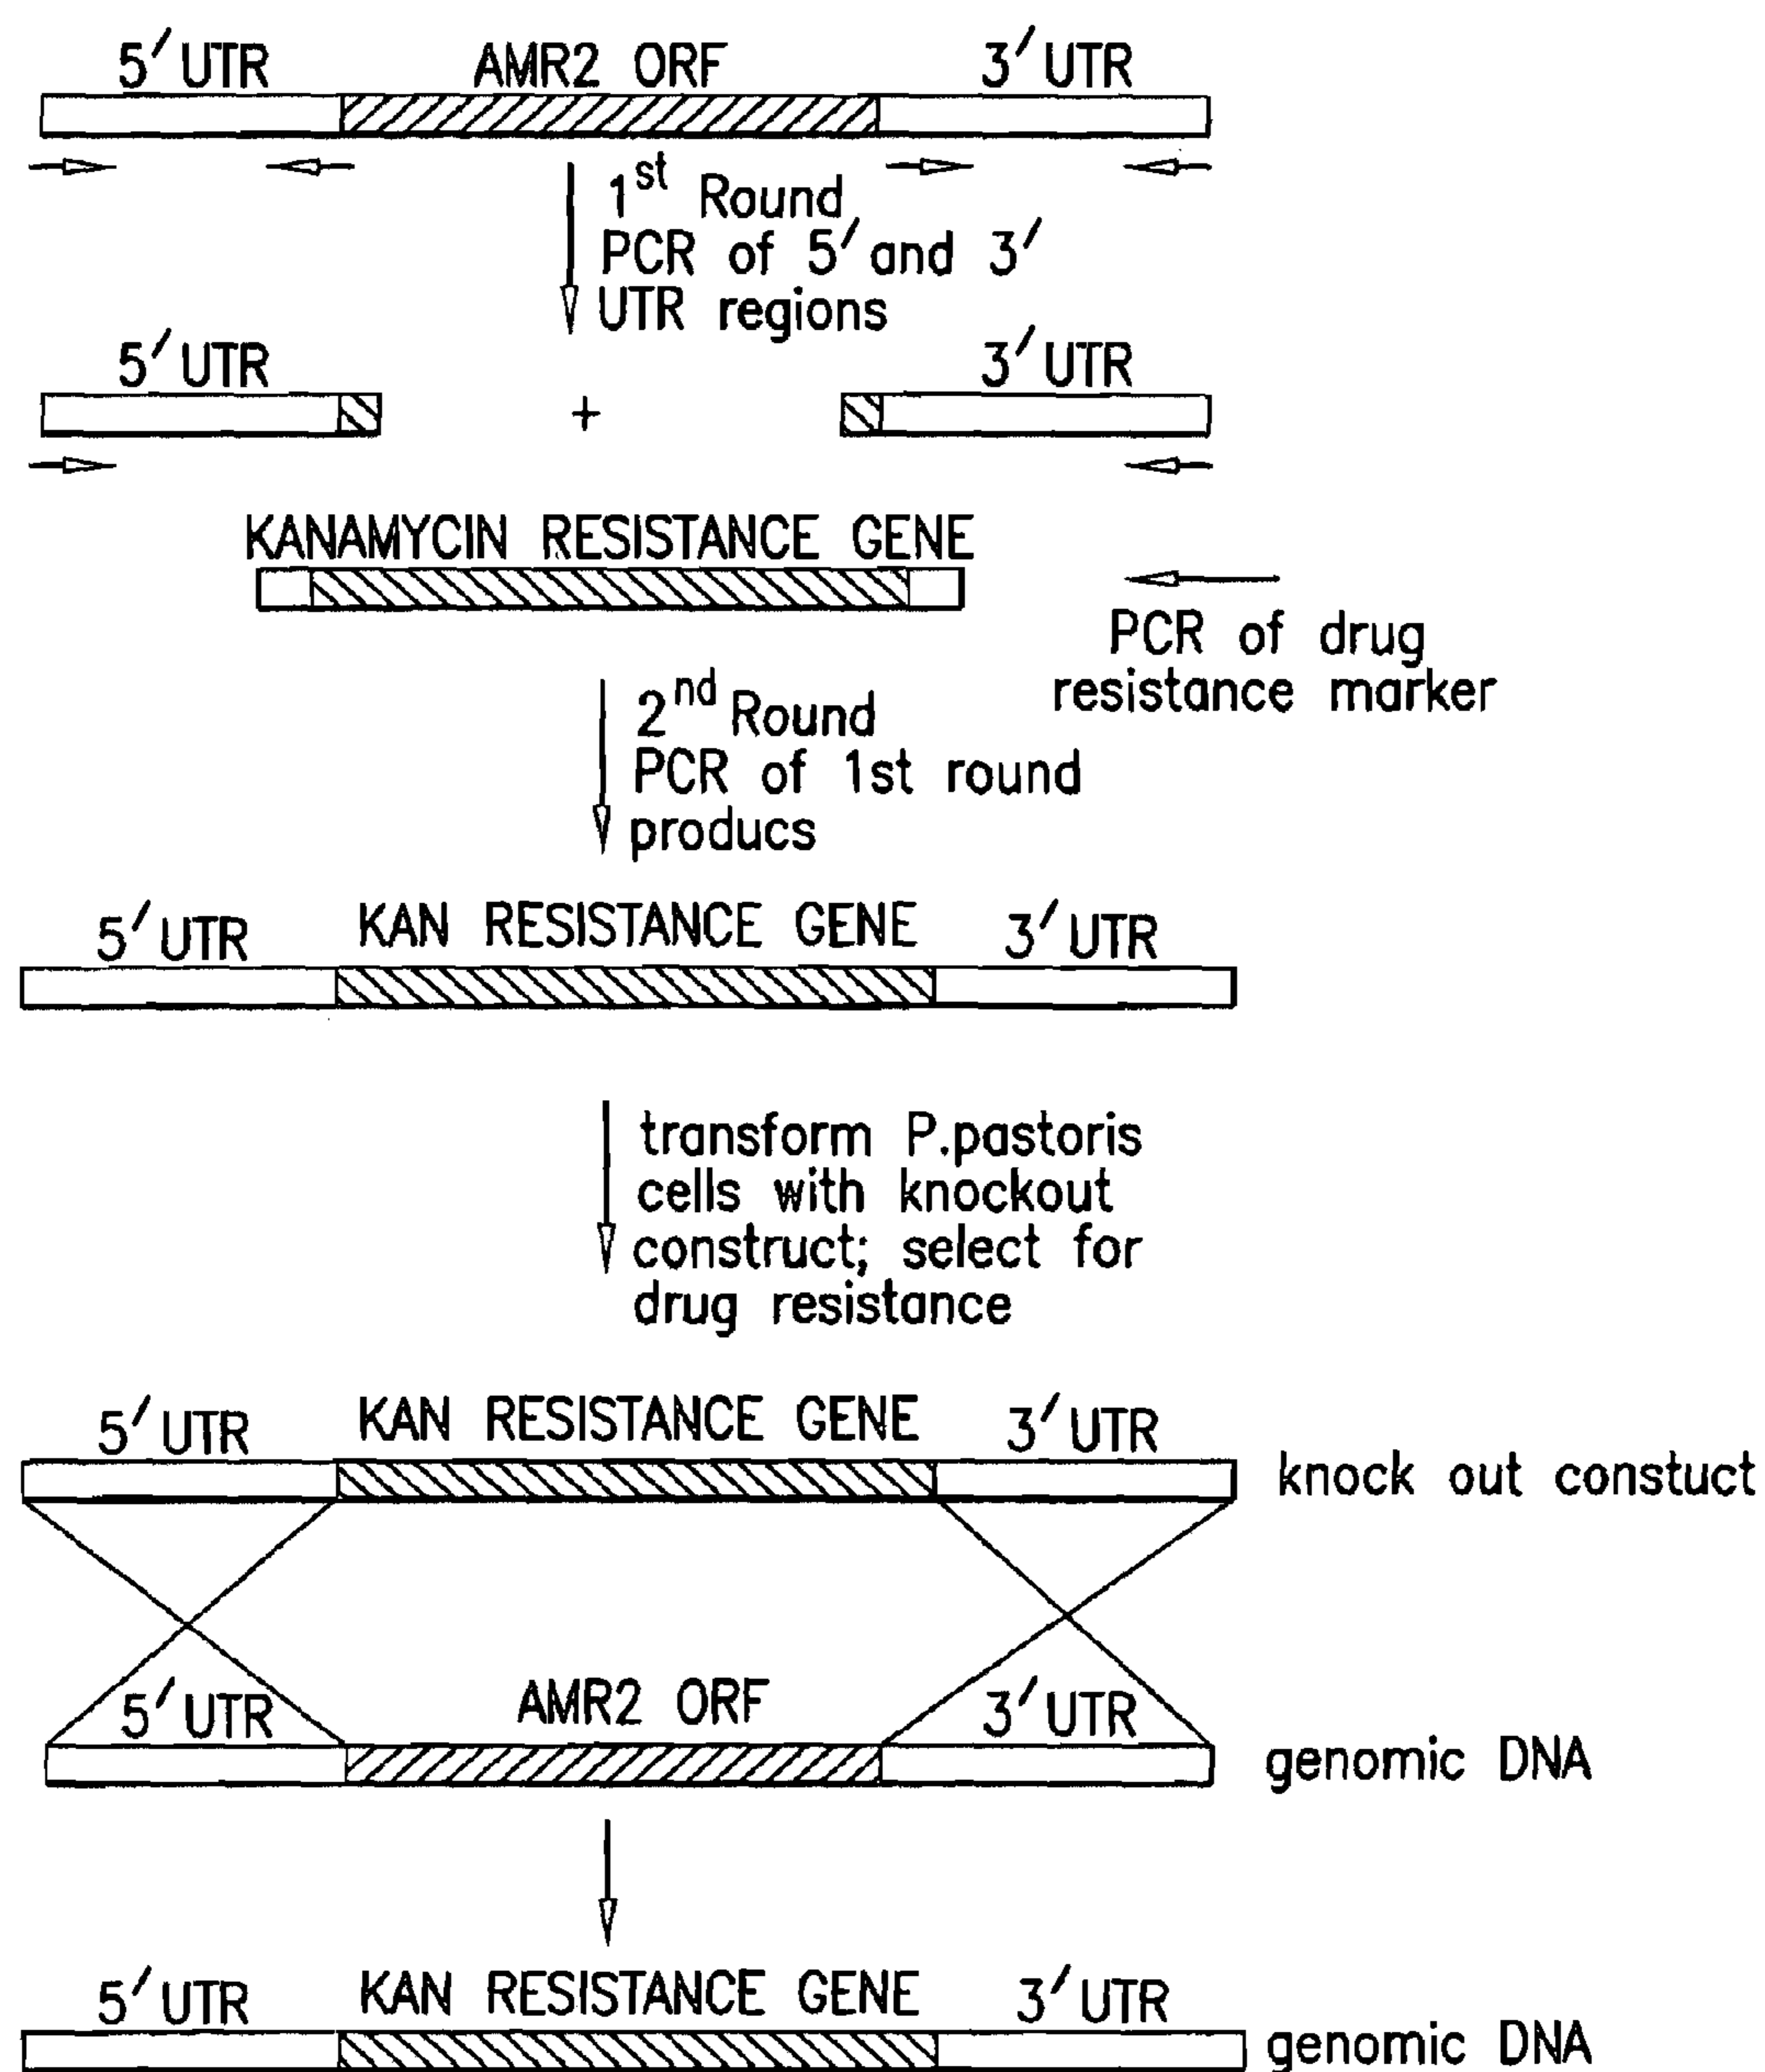 5′ UTR AMR2 ORF 3′ UTR
1st Round
PCR of 5′ and 3′
UTR regions
5′ UTR 3′ UTR
+
KANAMYCIN RESISTANCE GENE
PCR of drug
resistance marker
2nd Round
PCR of 1st round
producs
5′ UTR KAN RESISTANCE GENE 3′ UTR
transform P.pastoris
cells with knockout
construct; select for
drug resistance
5′ UTR KAN RESISTANCE GENE 3′ UTR
knock out constuct
5′ UTR AMR2 ORF 3′ UTR
genomic DNA
5′ UTR KAN RESISTANCE GENE 3′ UTR
genomic DNA